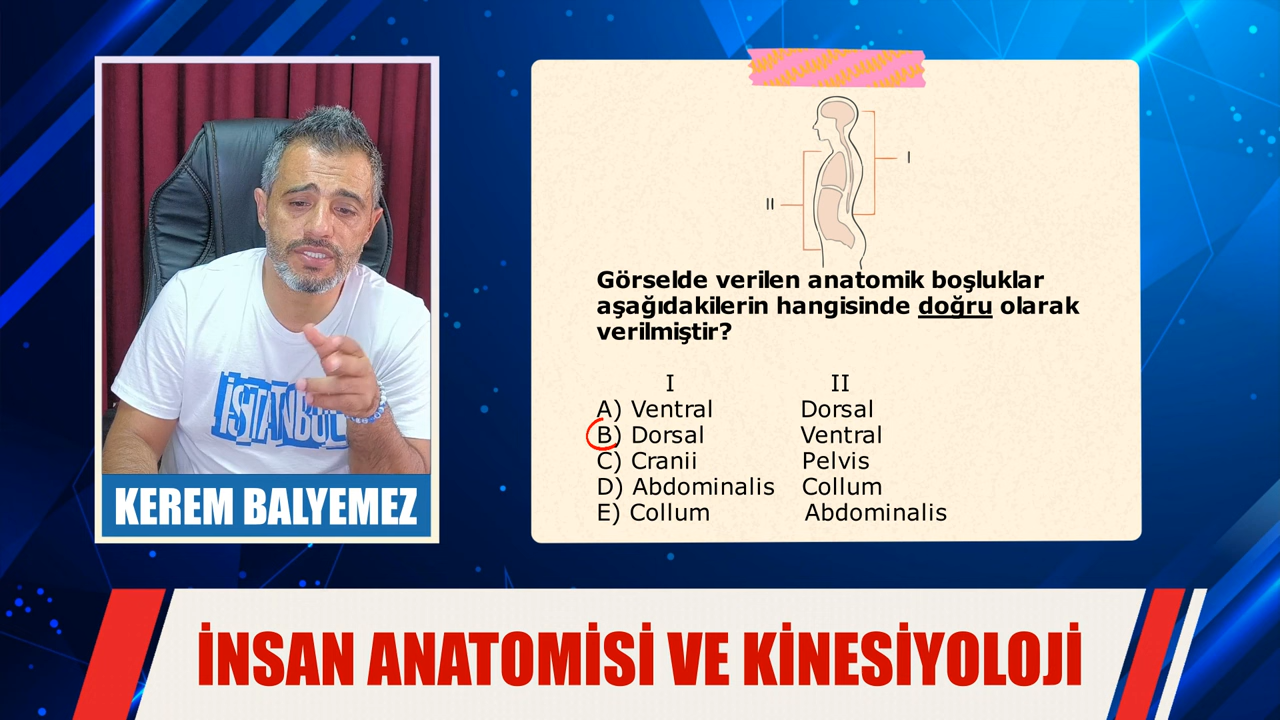 İSTANBUL
KEREM BALYEMEZ
I
II
Görselde verilen anatomik boşluklar
aşağıdakilerin hangisinde doğru olarak
verilmiştir?
I II
A) Ventral Dorsal
B) Dorsal Ventral
C) Cranii Pelvis
D) Abdominalis Collum
E) Collum Abdominalis
İNSAN ANATOMİSİ VE KİNESİYOLOJİ